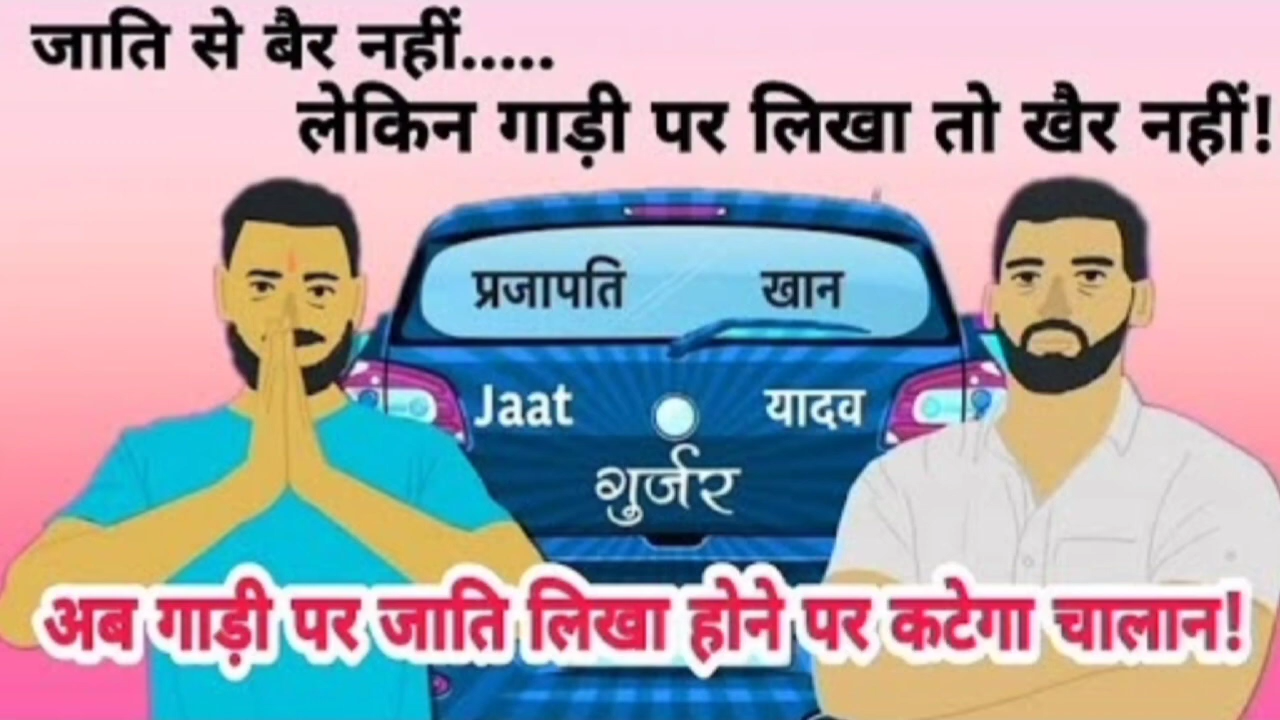 जाति से बैर नहीं.....
लेकिन गाड़ी पर लिखा तो खैर नहीं!
प्रजापति खान
Jaat यादव
गुर्जर
अब गाड़ी पर जाति लिखा होने पर कटेगा चालान!